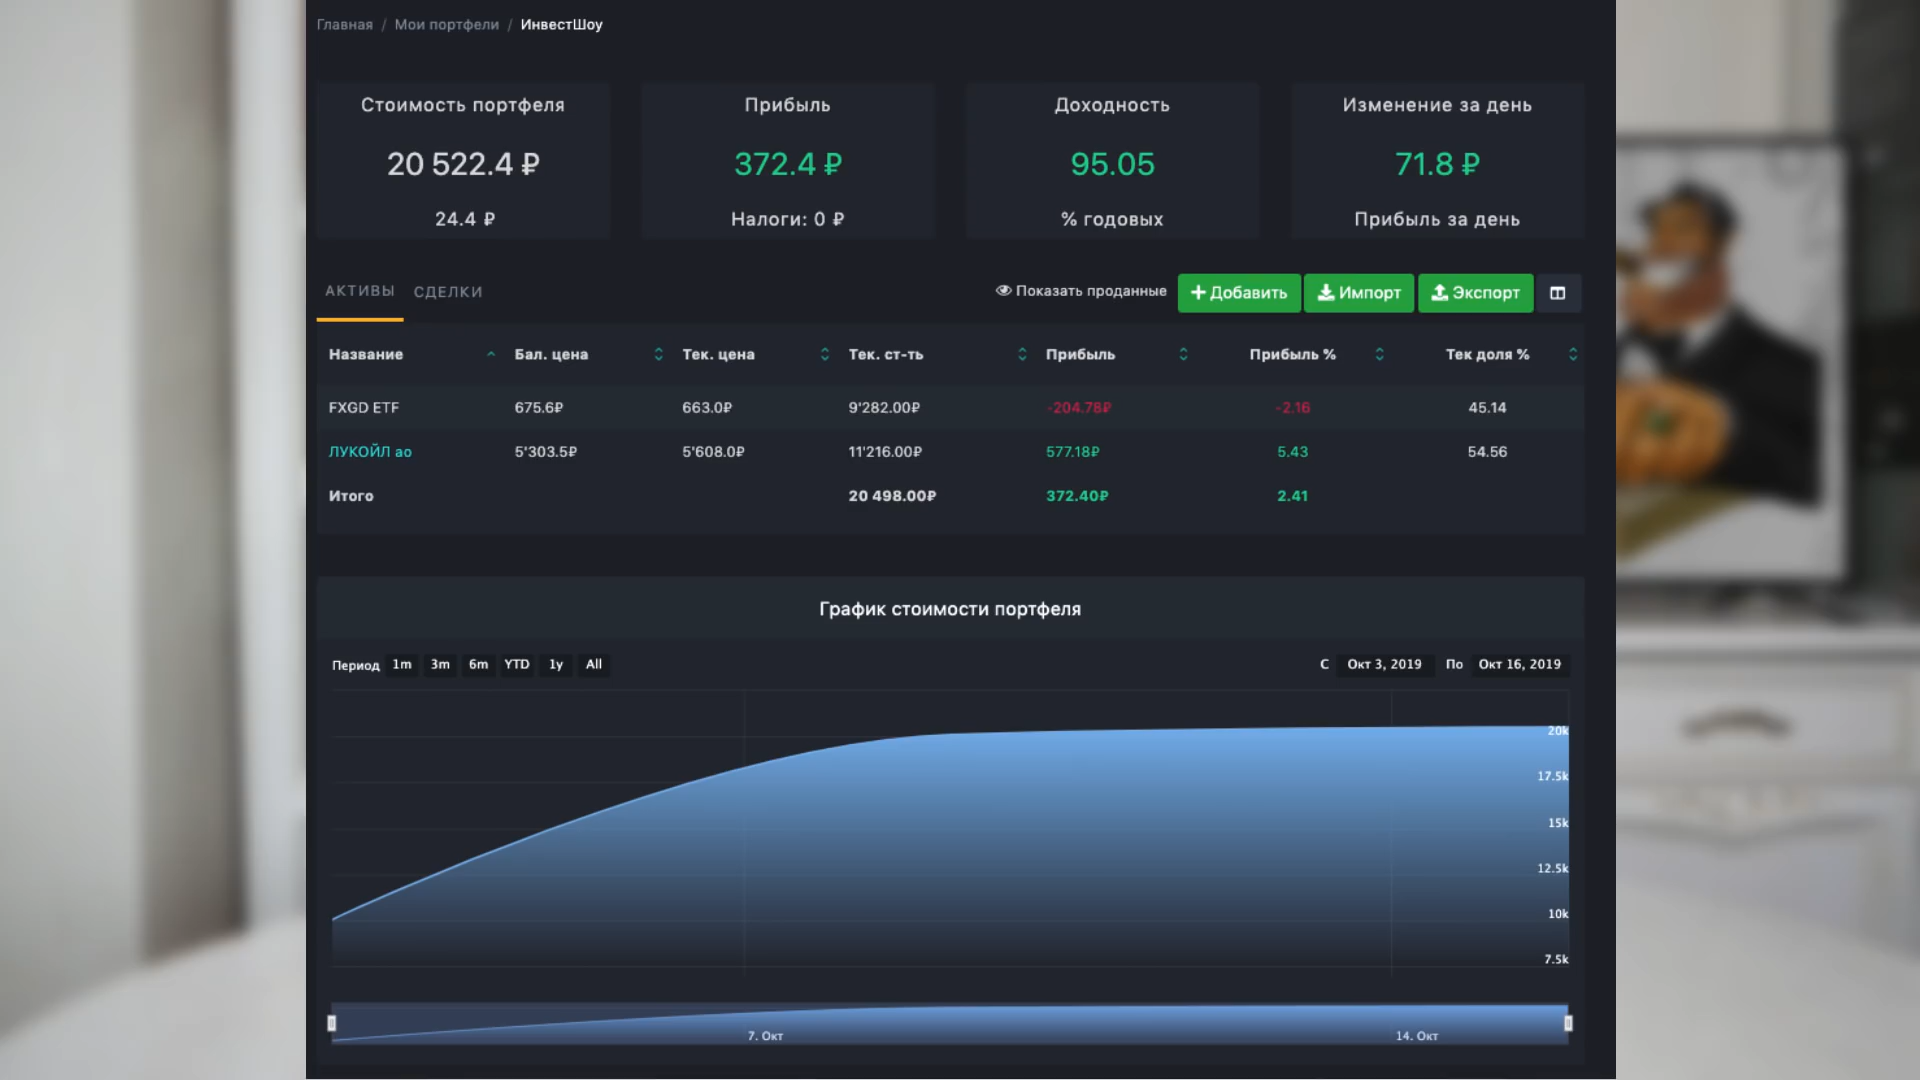 Главная / Мои портфели / ИнвестШоу
Стоимость портфеля
20 522.4 ₽
24.4 ₽
Прибыль
372.4 ₽
Налоги: 0 ₽
Доходность
95.05
% годовых
Изменение за день
71.8 ₽
Прибыль за день
АКТИВЫ СДЕЛКИ
Показать проданные + Добавить Импорт Экспорт
Название Бал. цена Тек. цена Тек. ст-ть Прибыль Прибыль % Тек доля %
FXGD ETF 675.6₽ 663.0₽ 9'282.00₽ -204.78₽ -2.16 45.14
ЛУКОЙЛ ао 5'303.5₽ 5'608.0₽ 11'216.00₽ 577.18₽ 5.43 54.56
Итого 20 498.00₽ 372.40₽ 2.41
График стоимости портфеля
Период 1m 3m 6m YTD 1y All С Окт 3, 2019 По Окт 16, 2019
20k
17.5k
15k
12.5k
10k
7.5k
7. Окт 14. Окт